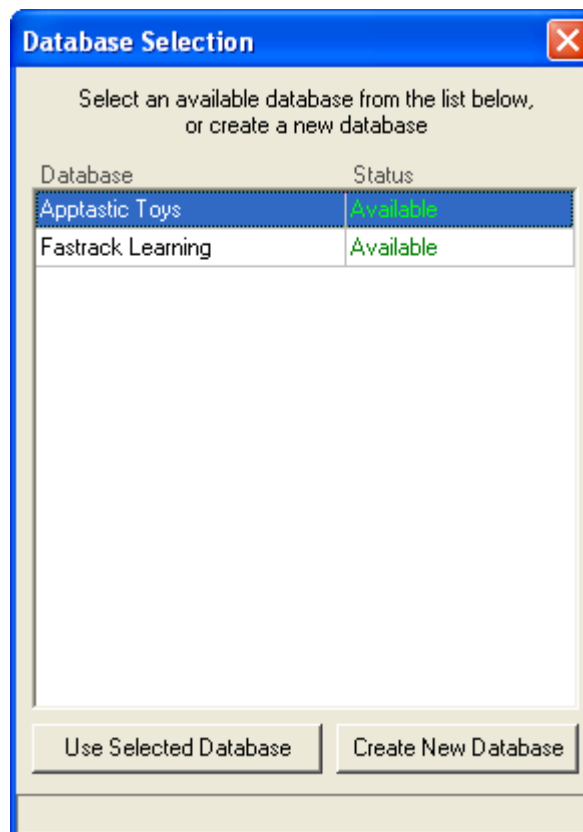 Database Selection
Select an available database from the list below,
or create a new database
Database Status
Apptastic Toys Available
Fastrack Learning Available
Use Selected Database Create New Database